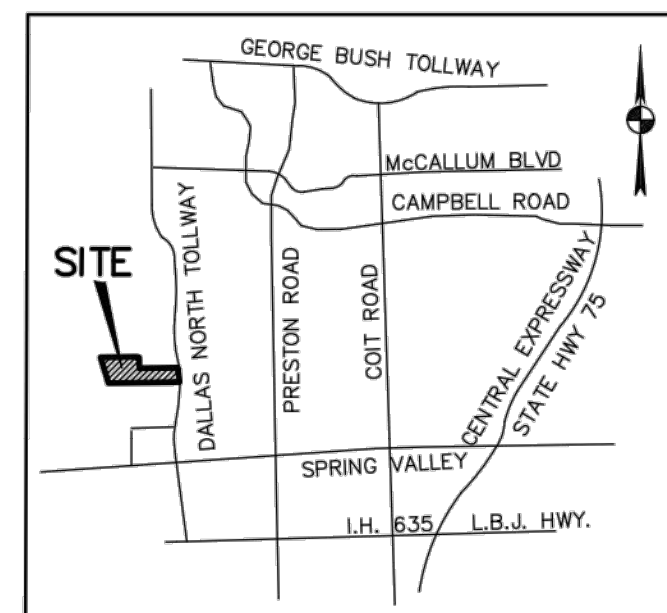 GEORGE BUSH TOLLWAY
McCALLUM BLVD
CAMPBELL ROAD
SITE
DALLAS NORTH TOLLWAY
PRESTON ROAD
COIT ROAD
CENTRAL EXPRESSWAY
STATE HWY 75
SPRING VALLEY
I.H. 635 L.B.J. HWY.